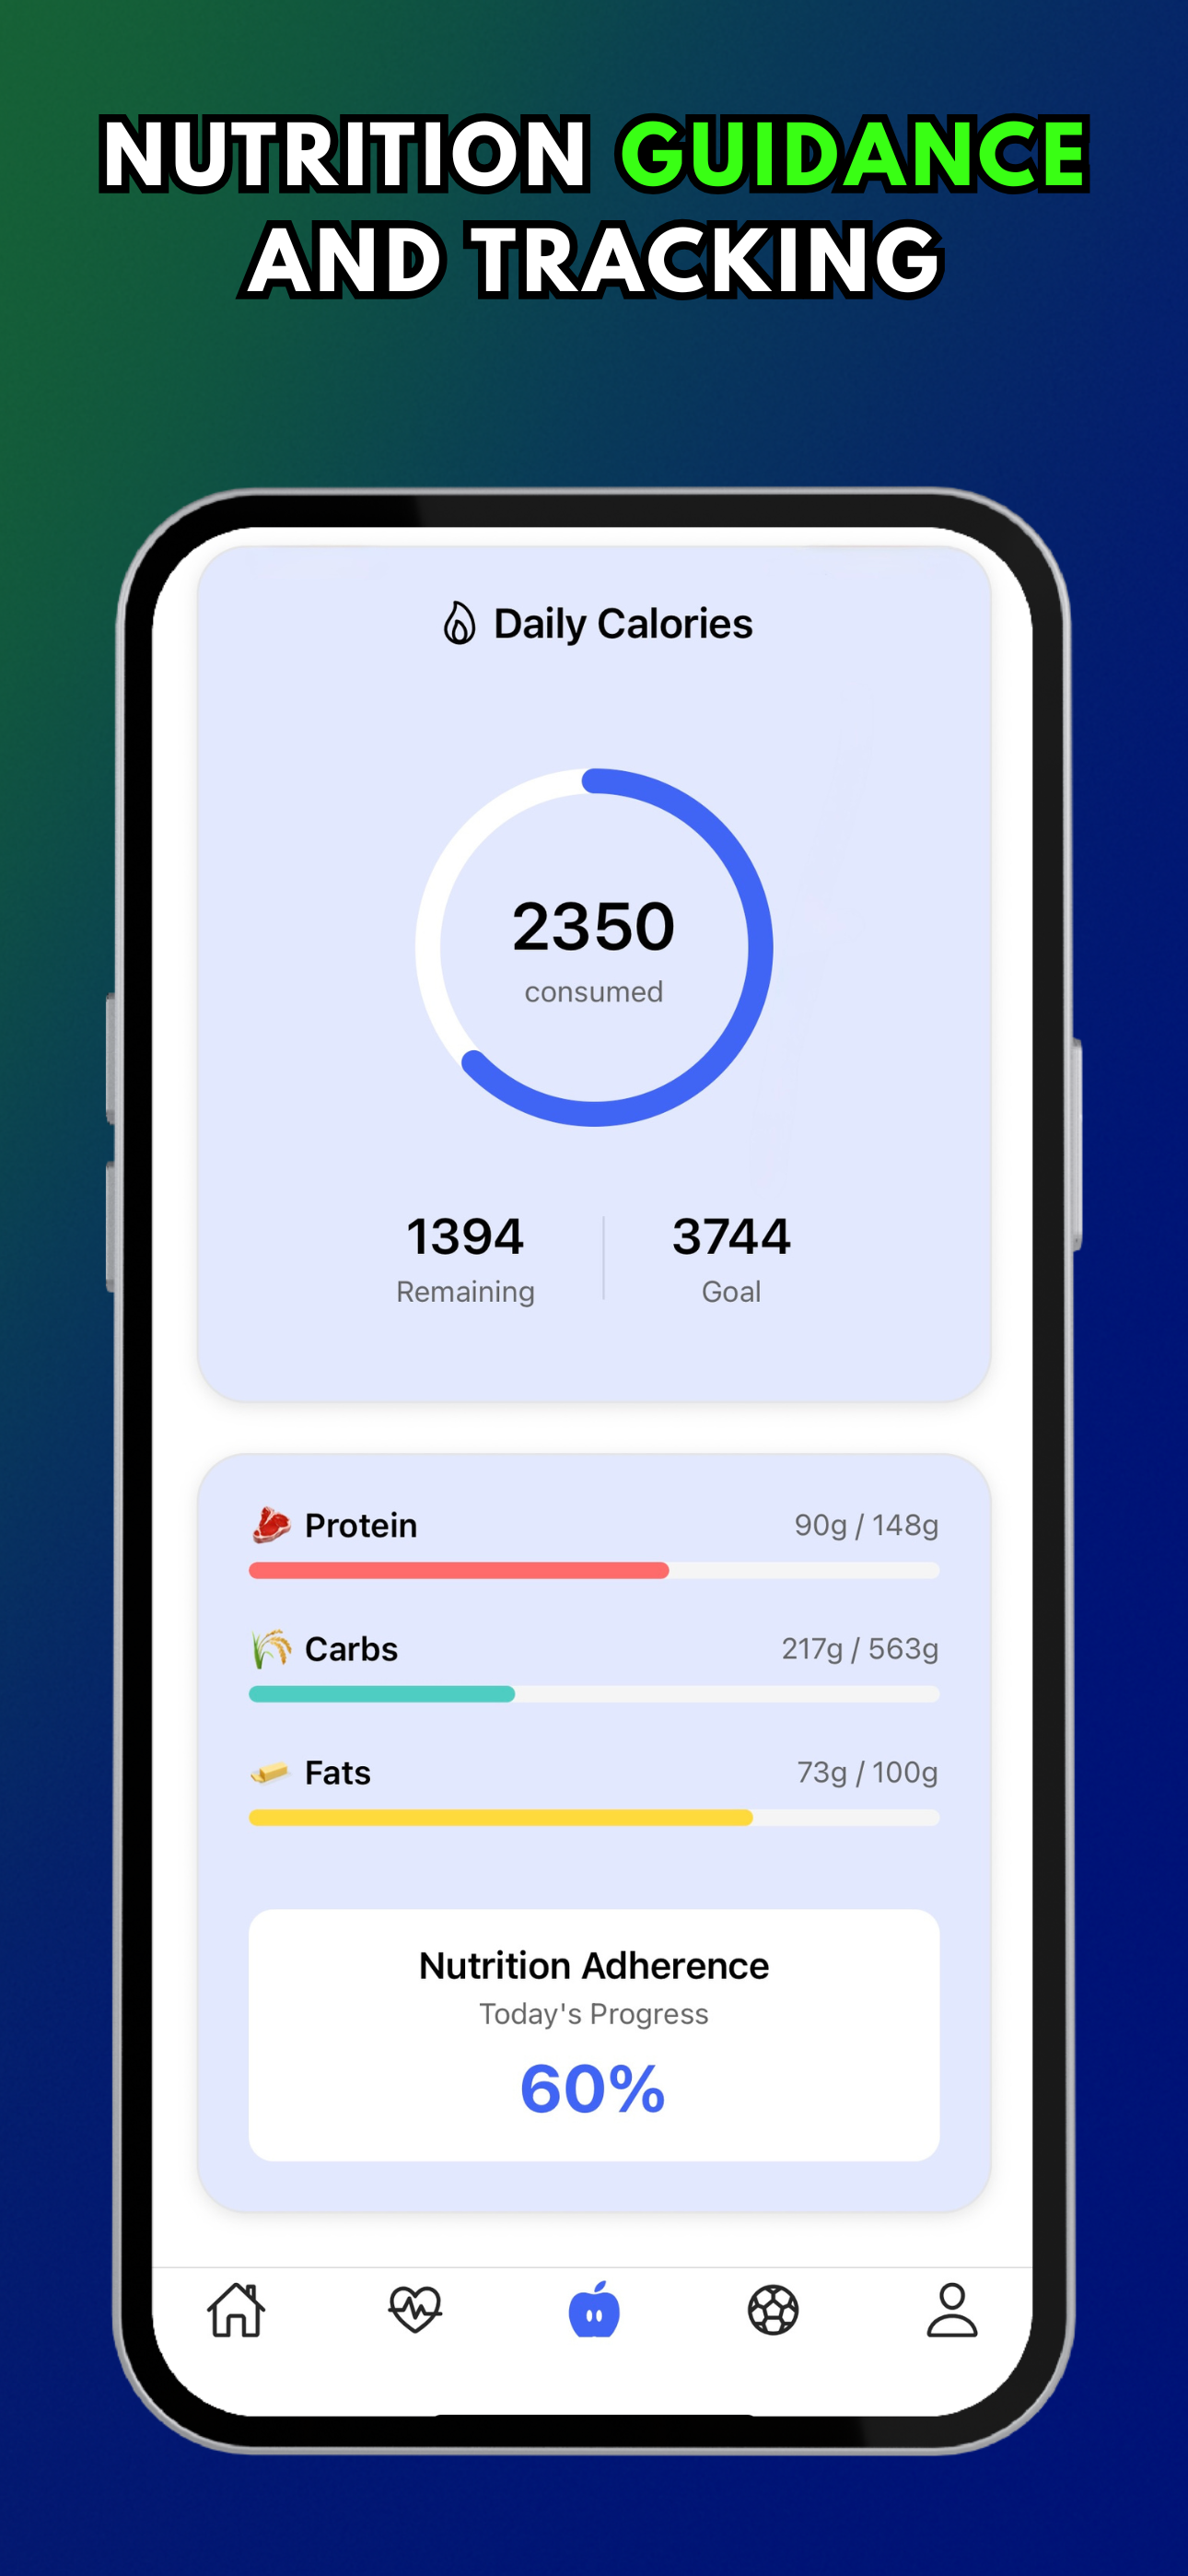 NUTRITION GUIDANCE
AND TRACKING
Daily Calories
2350
consumed
1394
Remaining
3744
Goal
Protein
90g / 148g
Carbs
217g / 563g
Fats
73g / 100g
Nutrition Adherence
Today's Progress
60%